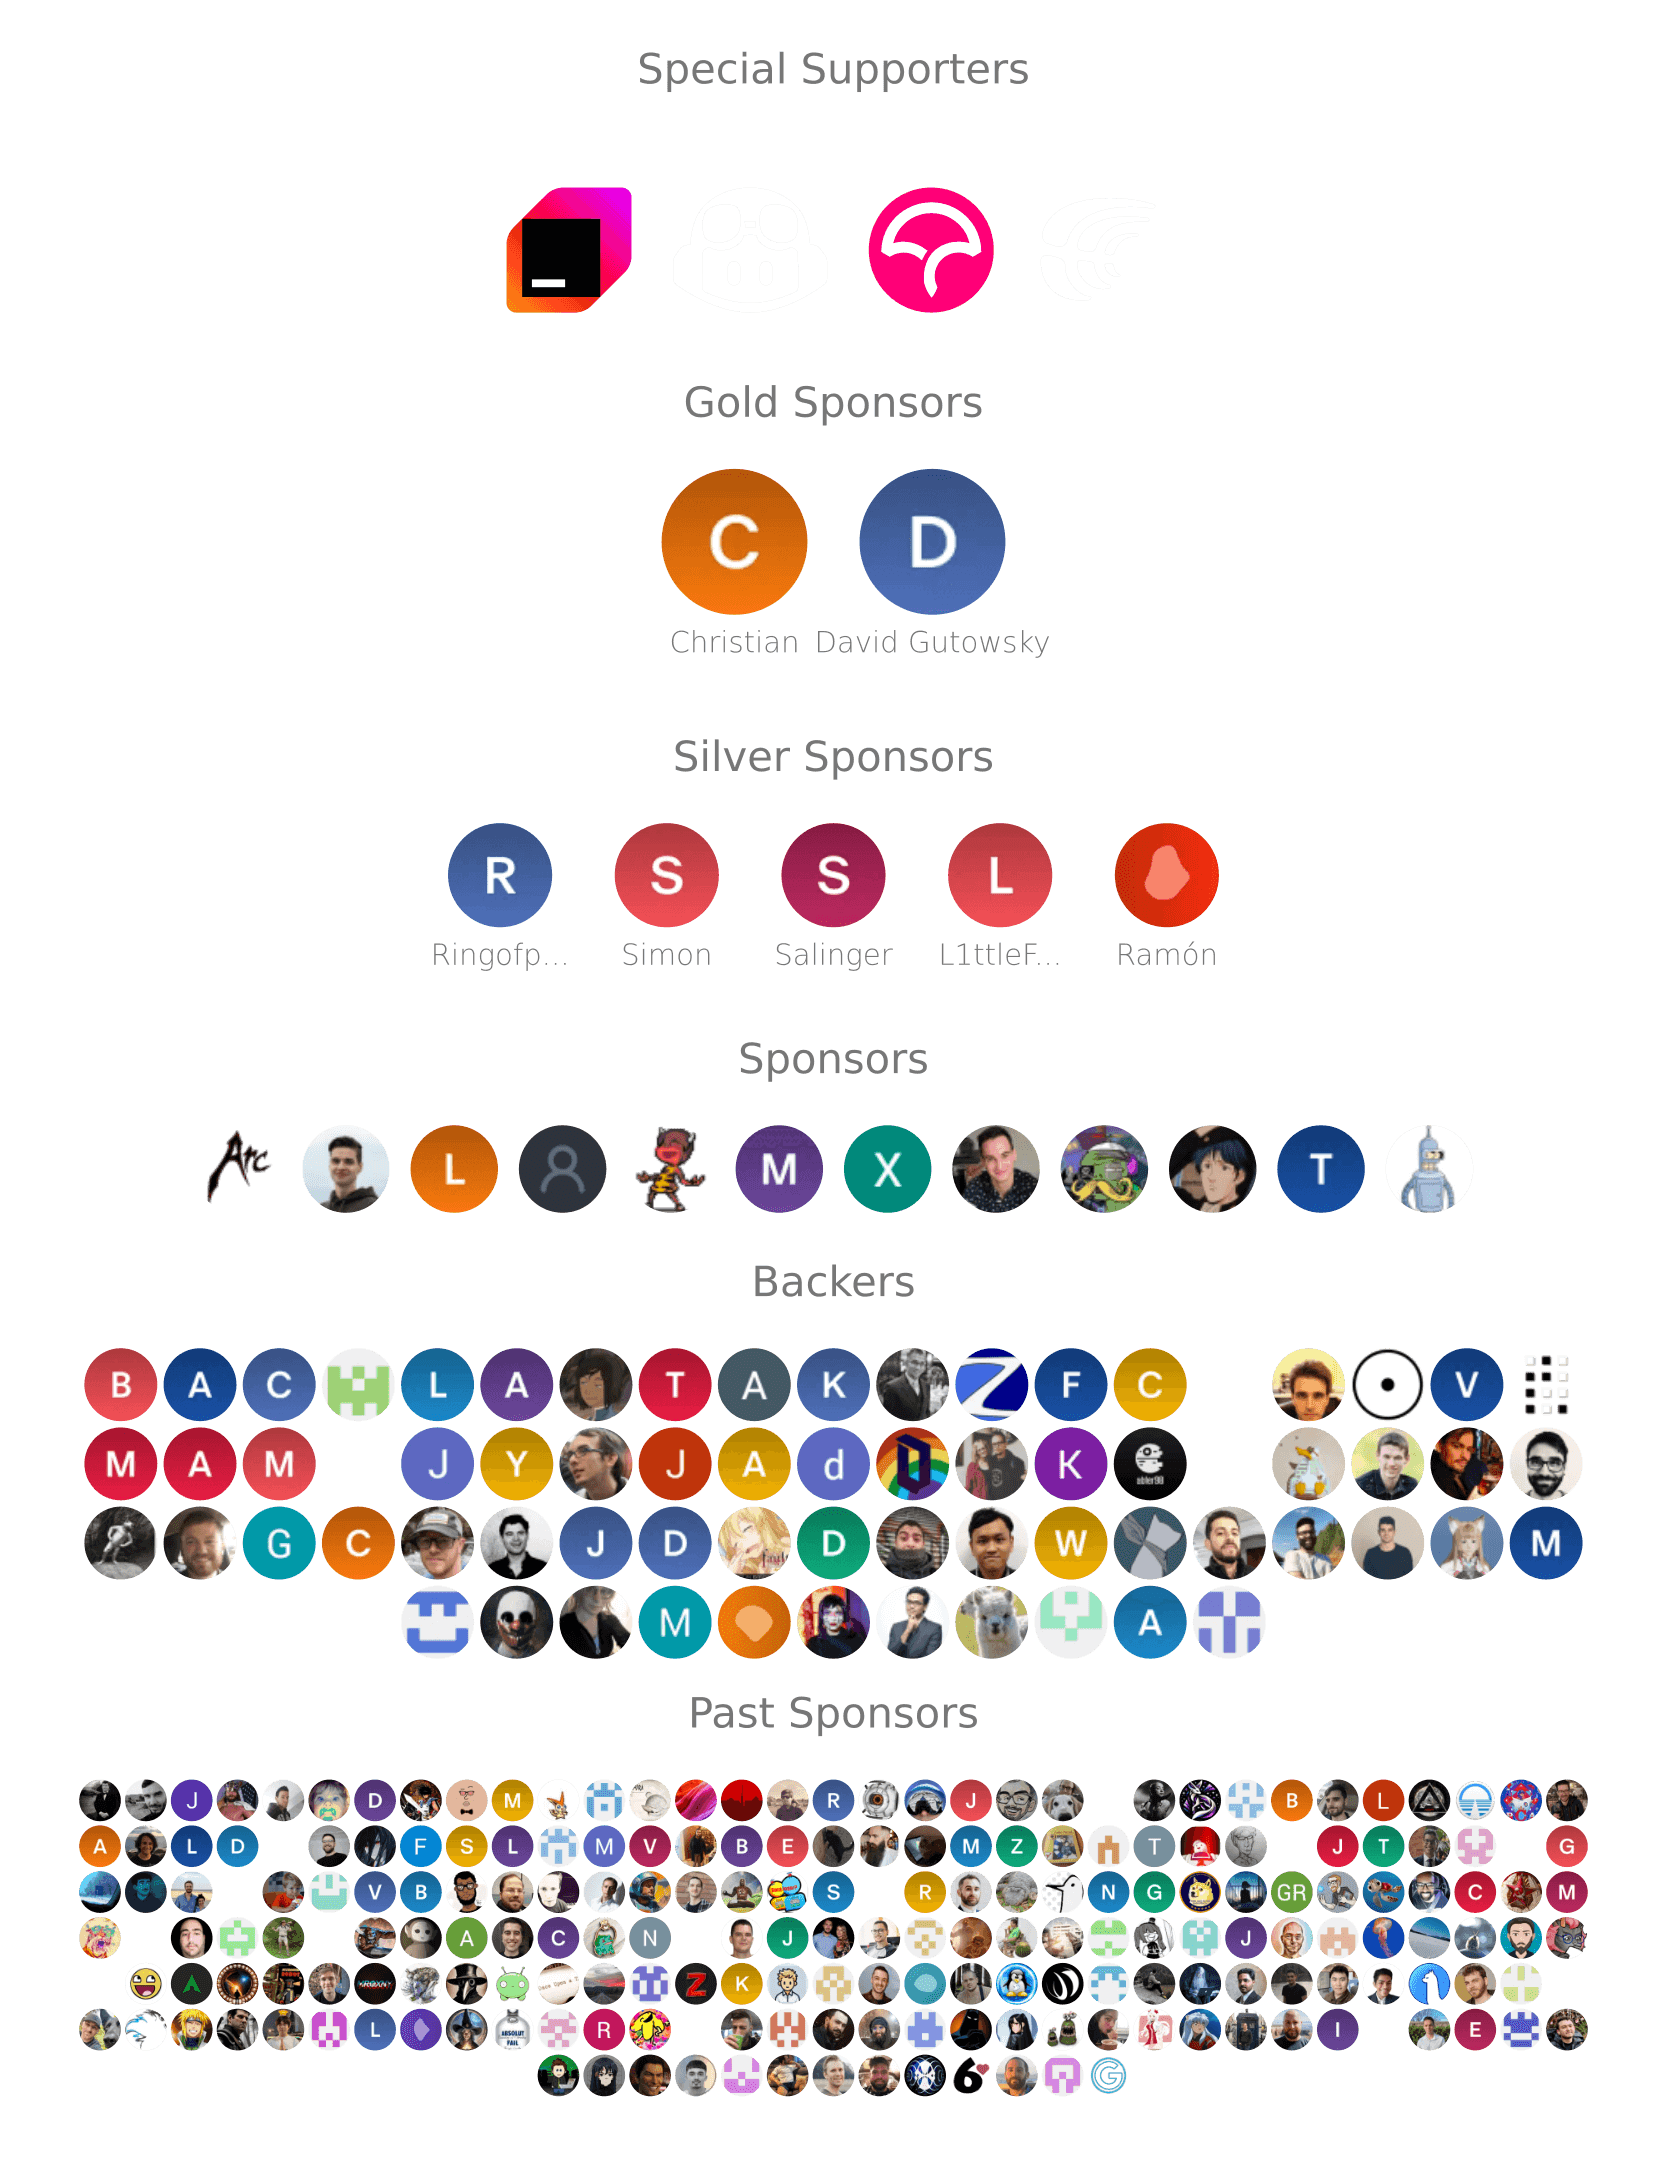 Special Supporters
Gold Sponsors
C D
Christian David Gutowsky
Silver Sponsors
R S S L
Ringofp... Simon Salinger L1ttleF... Ramón
Sponsors
Arc L M X T
Backers
B A C L A T A K F C V
M A M J Y J A d K
G C J D D W M
M A
Past Sponsors
J D M R J B L
A L D F S L M V B E M Z T J T G
V B S R N G GR C M
A C N J J
Z K
L R I E
6 G